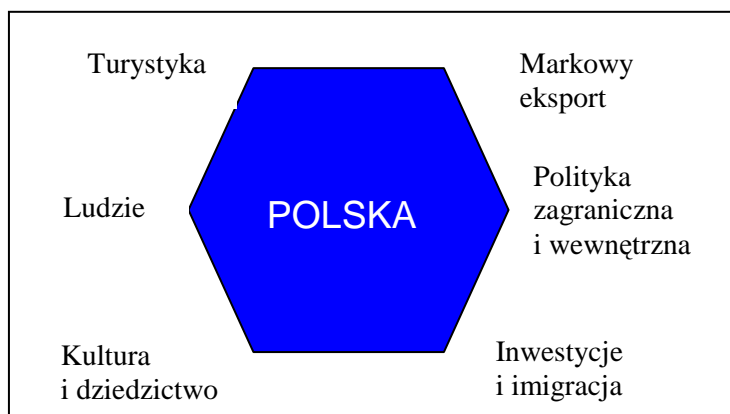 Turystyka
Markowy
eksport
Ludzie
POLSKA
Polityka
zagraniczna
i wewnętrzna
Kultura
i dziedzictwo
Inwestycje
i imigracja